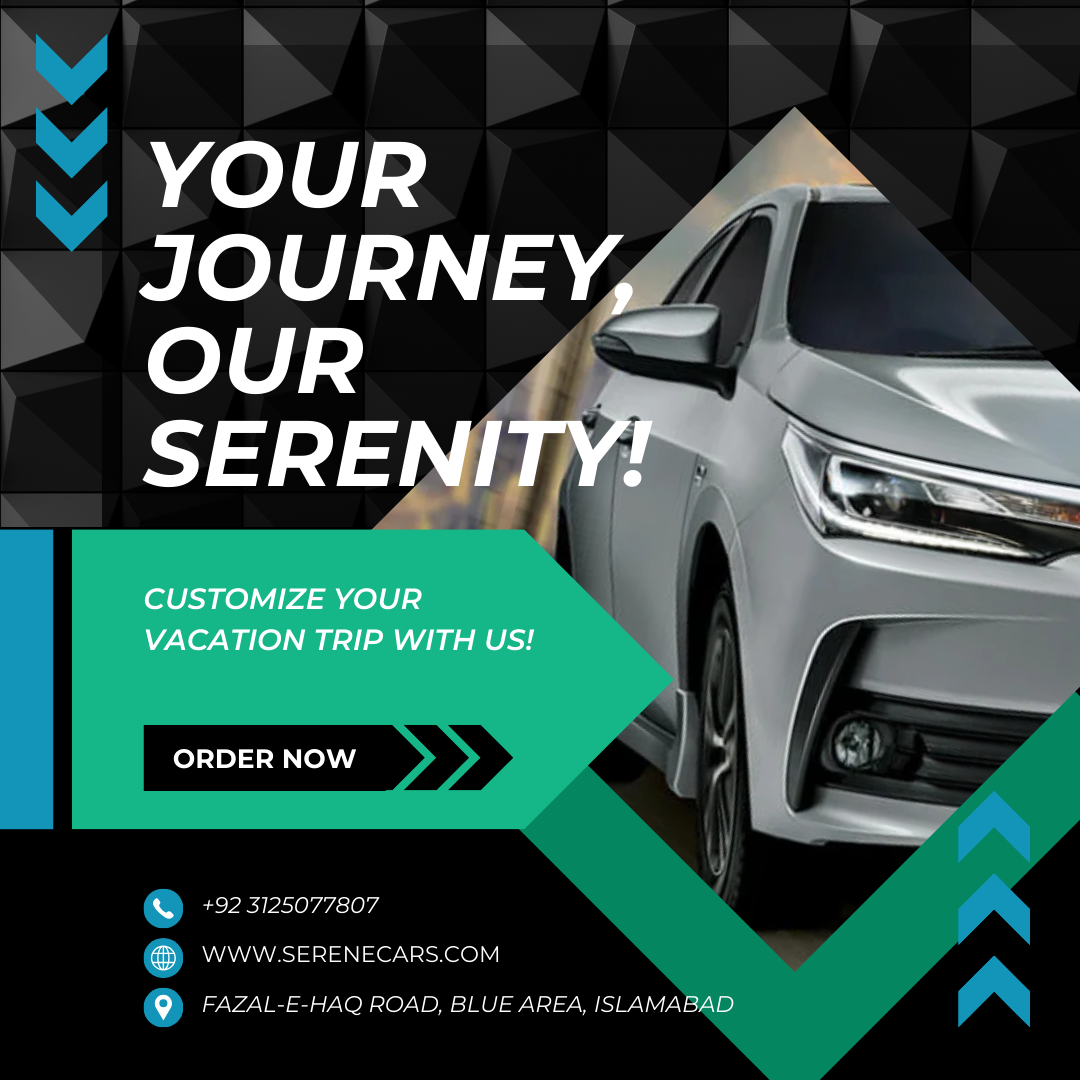 YOUR
JOURNEY,
OUR
SERENITY!
CUSTOMIZE YOUR
VACATION TRIP WITH US!
ORDER NOW
+92 3125077807
WWW.SERENECARS.COM
FAZAL-E-HAQ ROAD, BLUE AREA, ISLAMABAD